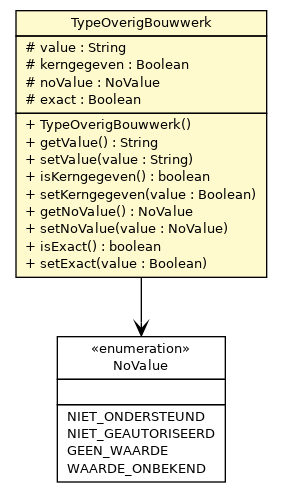 TypeOverigBouwwerk
# value : String
# kerngegeven : Boolean
# noValue : NoValue
# exact : Boolean
+ TypeOverigBouwwerk()
+ getValue() : String
+ setValue(value : String)
+ isKerngegeven() : boolean
+ setKerngegeven(value : Boolean)
+ getNoValue() : NoValue
+ setNoValue(value : NoValue)
+ isExact() : boolean
+ setExact(value : Boolean)
«enumeration»
NoValue
NIET_ONDERSTEUND
NIET_GEAUTORISEERD
GEEN_WAARDE
WAARDE_ONBEKEND